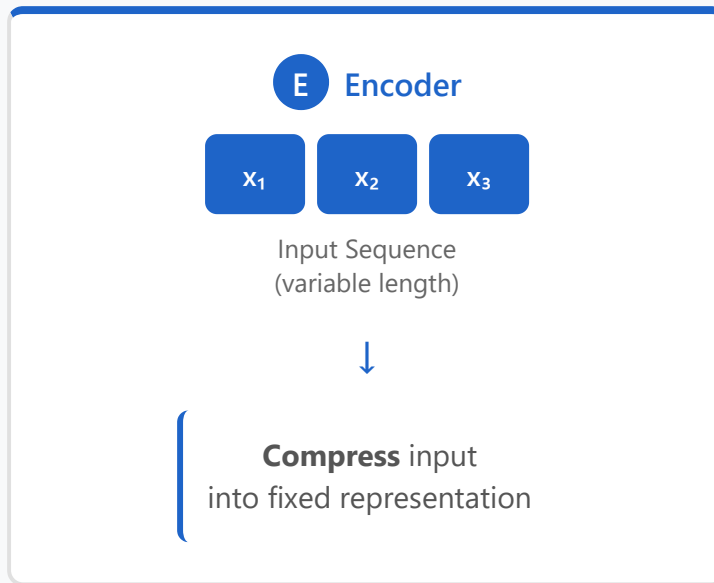 E Encoder
x₁ x₂ x₃
Input Sequence
(variable length)
↓
Compress input
into fixed representation